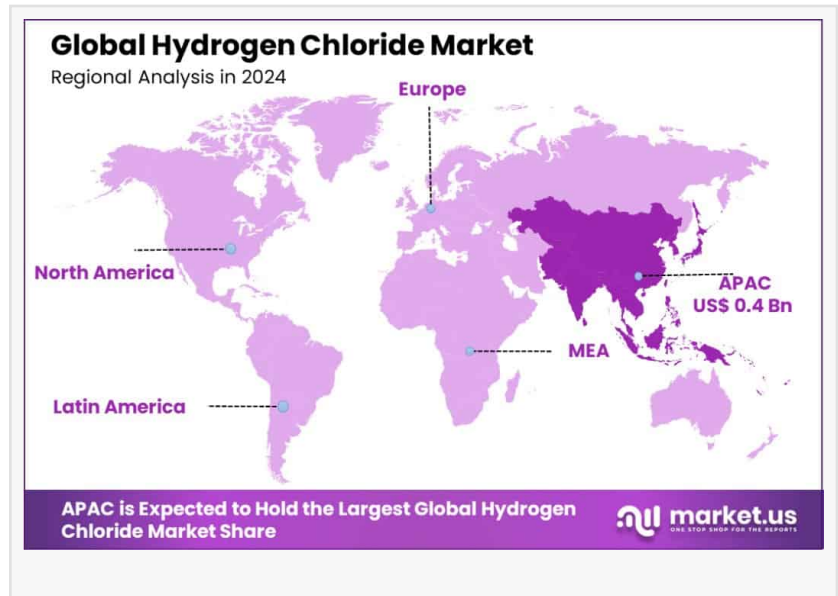 Global Hydrogen Chloride Market
Regional Analysis in 2024
Europe
North America
APAC
US$ 0.4 Bn
MEA
Latin America
APAC is Expected to Hold the Largest Global Hydrogen
Chloride Market Share
market.us
ONE STOP SHOP FOR THE REPORTS